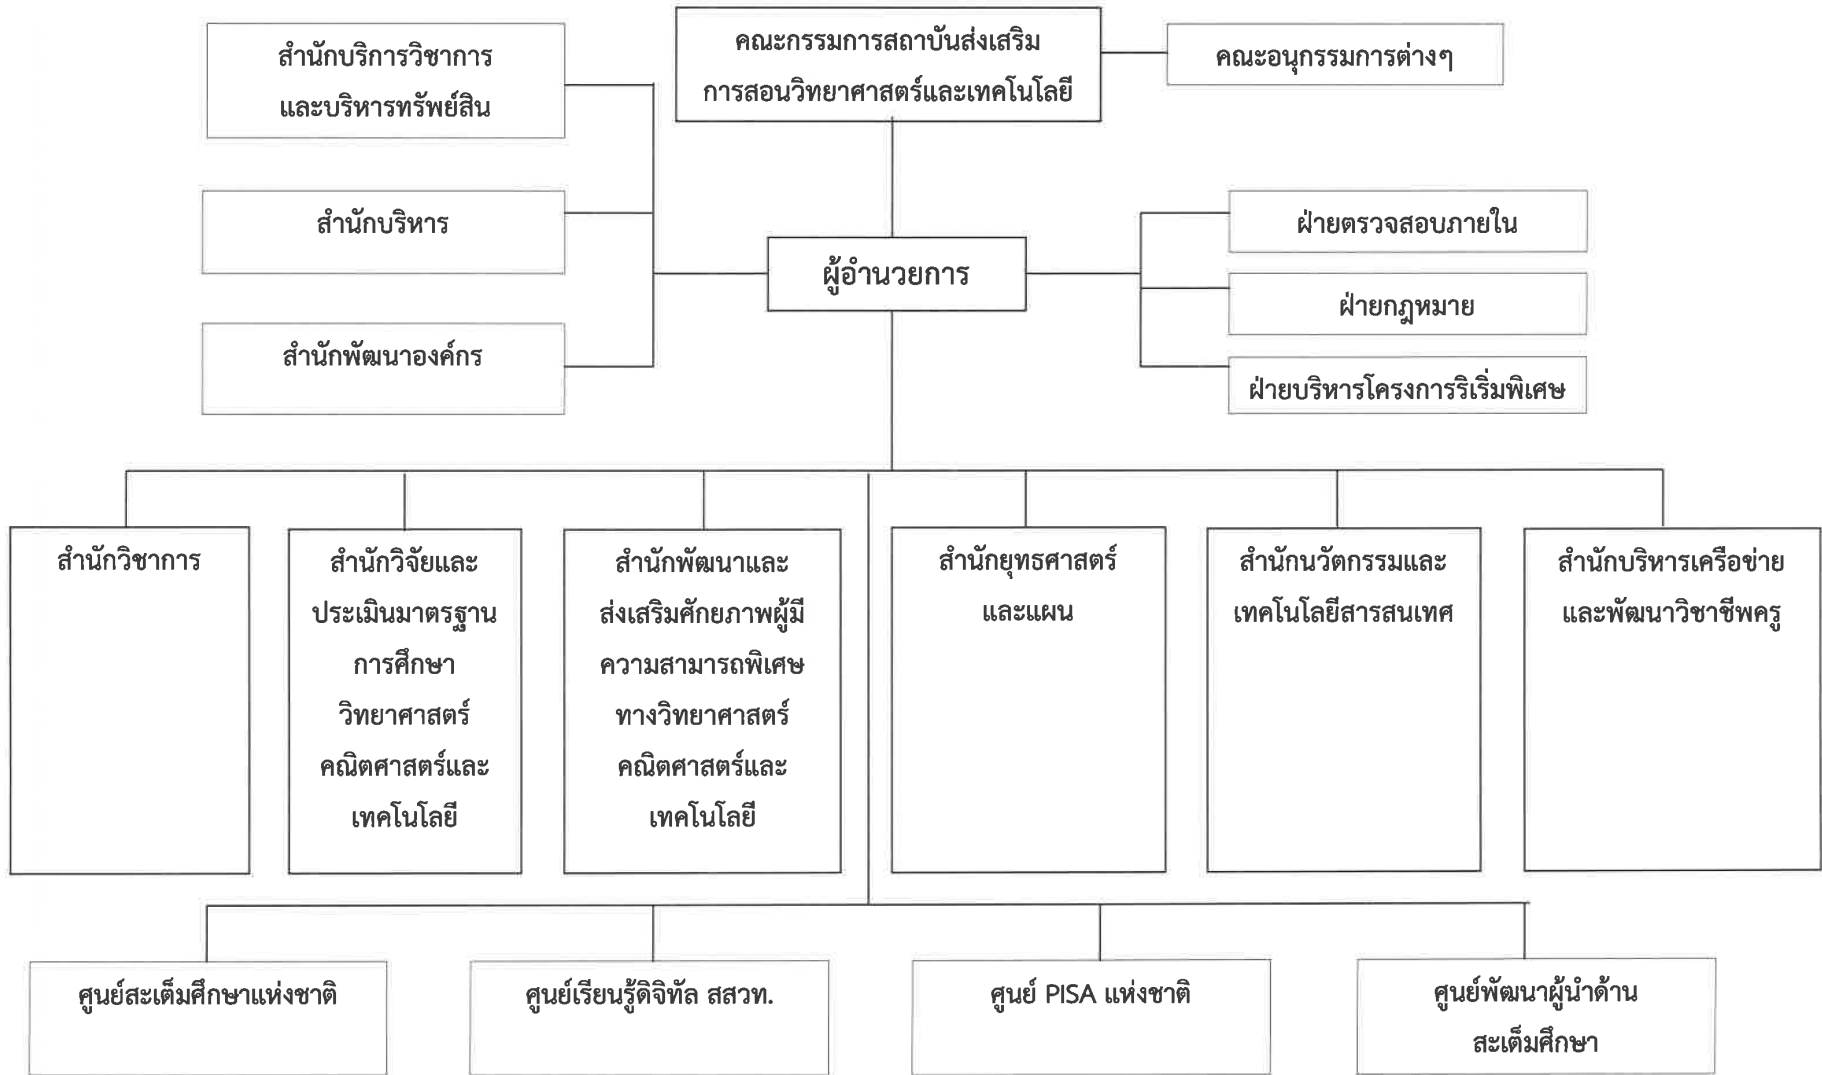 สำนักบริการวิชาการ
และบริหารทรัพย์สิน
คณะกรรมการสถาบันส่งเสริม
การสอนวิทยาศาสตร์และเทคโนโลยี
คณะอนุกรรมการต่างๆ
สำนักบริหาร
ผู้อำนวยการ
สำนักพัฒนาองค์กร
ฝ่ายตรวจสอบภายใน
ฝ่ายกฎหมาย
ฝ่ายบริหารโครงการริเริ่มพิเศษ
สำนักวิชาการ
สำนักวิจัยและ
ประเมินมาตรฐาน
การศึกษา
วิทยาศาสตร์
คณิตศาสตร์และ
เทคโนโลยี
สำนักพัฒนาและ
ส่งเสริมศักยภาพผู้มี
ความสามารถพิเศษ
ทางวิทยาศาสตร์
คณิตศาสตร์และ
เทคโนโลยี
สำนักยุทธศาสตร์
และแผน
สำนักนวัตกรรมและ
เทคโนโลยีสารสนเทศ
สำนักบริหารเครือข่าย
และพัฒนาวิชาชีพครู
ศูนย์สะเต็มศึกษาแห่งชาติ
ศูนย์เรียนรู้ดิจิทัล สสวท.
ศูนย์ PISA แห่งชาติ
ศูนย์พัฒนาผู้นำด้าน
สะเต็มศึกษา